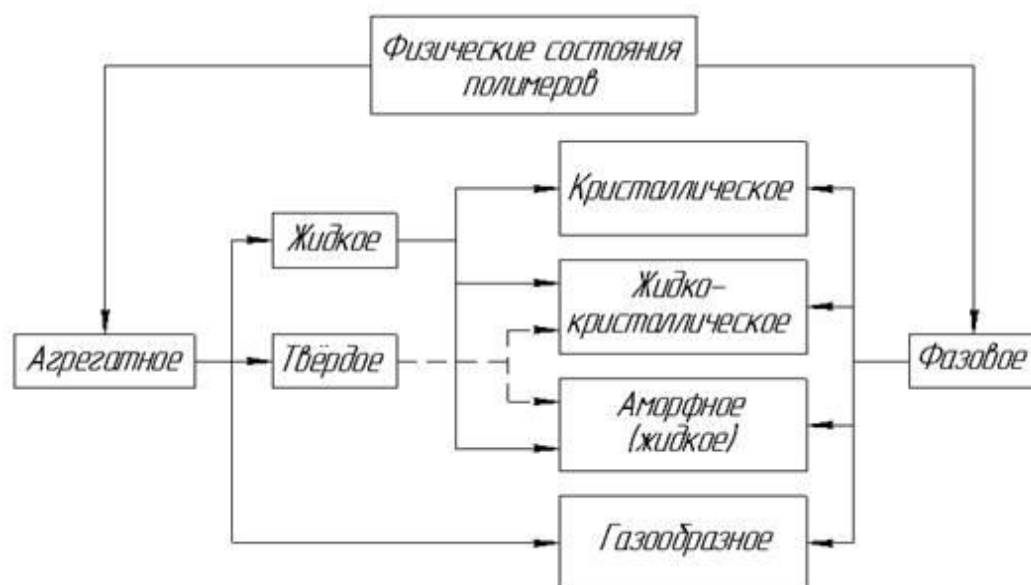 Физические состояния
полимеров
Кристаллическое
Жидкое
Жидко-
кристаллическое
Агрегатное
Твёрдое
Фазовое
Аморфное
(жидкое)
Газообразное